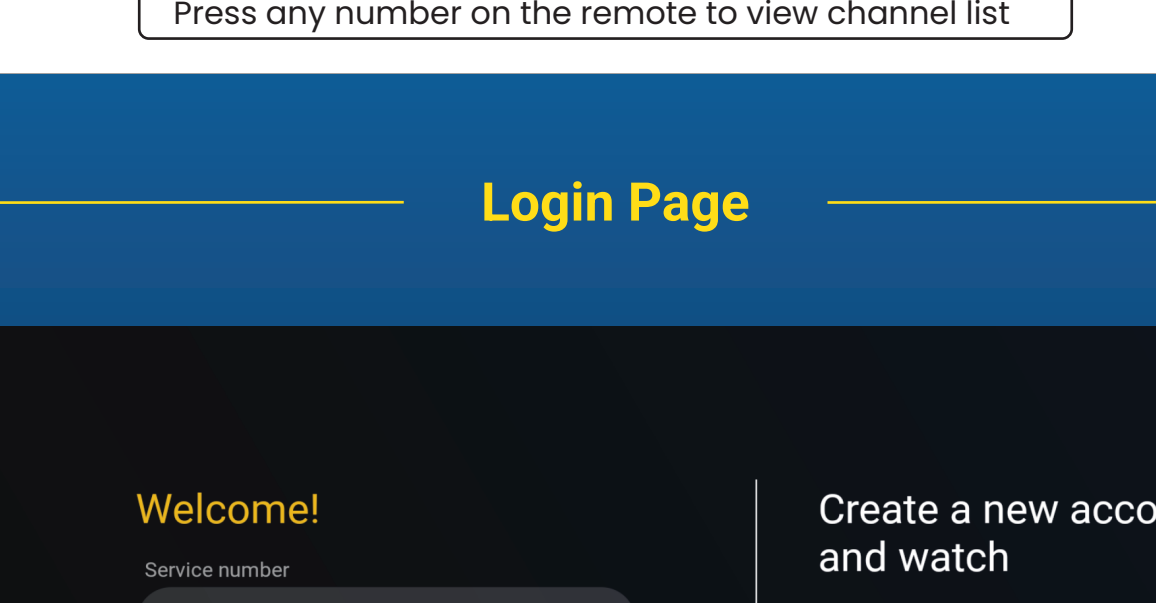 Press any number on the remote to view channel list
Login Page
Welcome!
Service number
Create a new acco
and watch